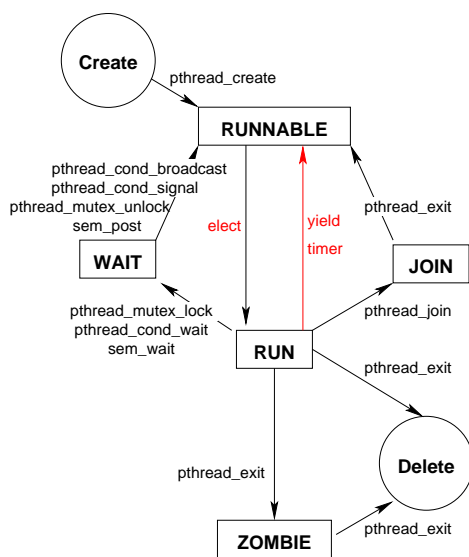 Create
pthread_create
RUNNABLE
pthread_cond_broadcast
pthread_cond_signal
pthread_mutex_unlock
sem_post
elect
yield
timer
pthread_exit
WAIT
JOIN
pthread_mutex_lock
pthread_cond_wait
sem_wait
pthread_join
RUN
pthread_exit
pthread_exit
Delete
ZOMBIE
pthread_exit